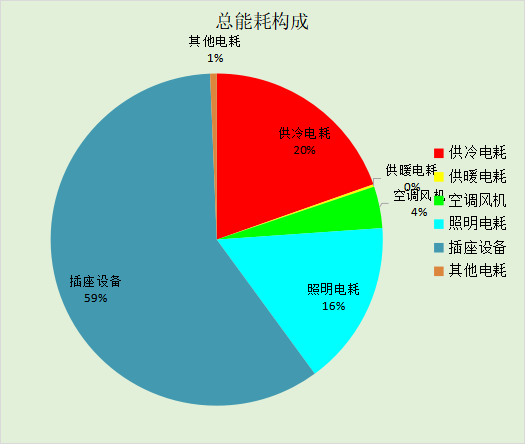 总能耗构成
其他电耗
1%
供冷电耗
20%
供暖电耗
0%
空调风机
4%
照明电耗
16%
插座设备
59%
供冷电耗
供暖电耗
空调风机
照明电耗
插座设备
其他电耗